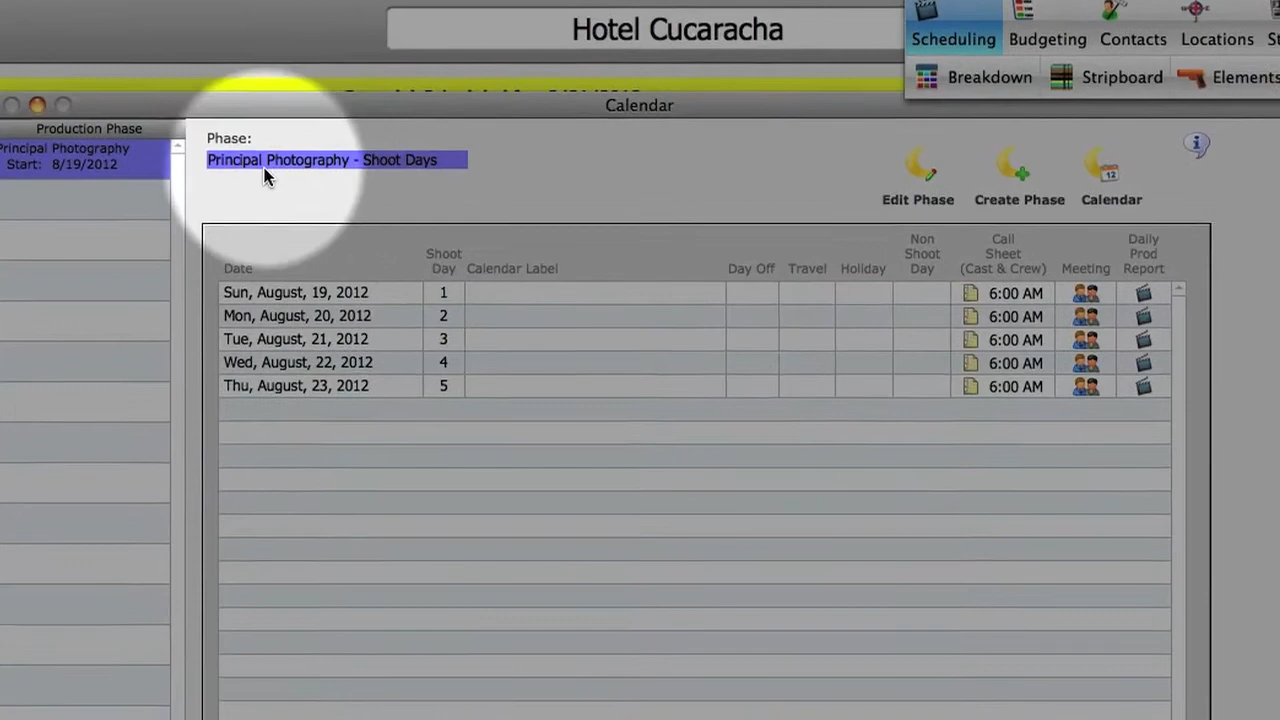 Hotel Cucaracha
Scheduling Budgeting Contacts Locations
Breakdown Stripboard Elements
Calendar
Production Phase
Principal Photography
Start: 8/19/2012
Phase:
Principal Photography - Shoot Days
Edit Phase Create Phase Calendar
12
Date
Shoot
Day
Calendar Label
Day Off
Travel
Holiday
Non
Shoot
Day
Call
Sheet
(Cast & Crew)
Meeting
Daily
Prod
Report
Sun, August, 19, 2012 1 6:00 AM
Mon, August, 20, 2012 2 6:00 AM
Tue, August, 21, 2012 3 6:00 AM
Wed, August, 22, 2012 4 6:00 AM
Thu, August, 23, 2012 5 6:00 AM